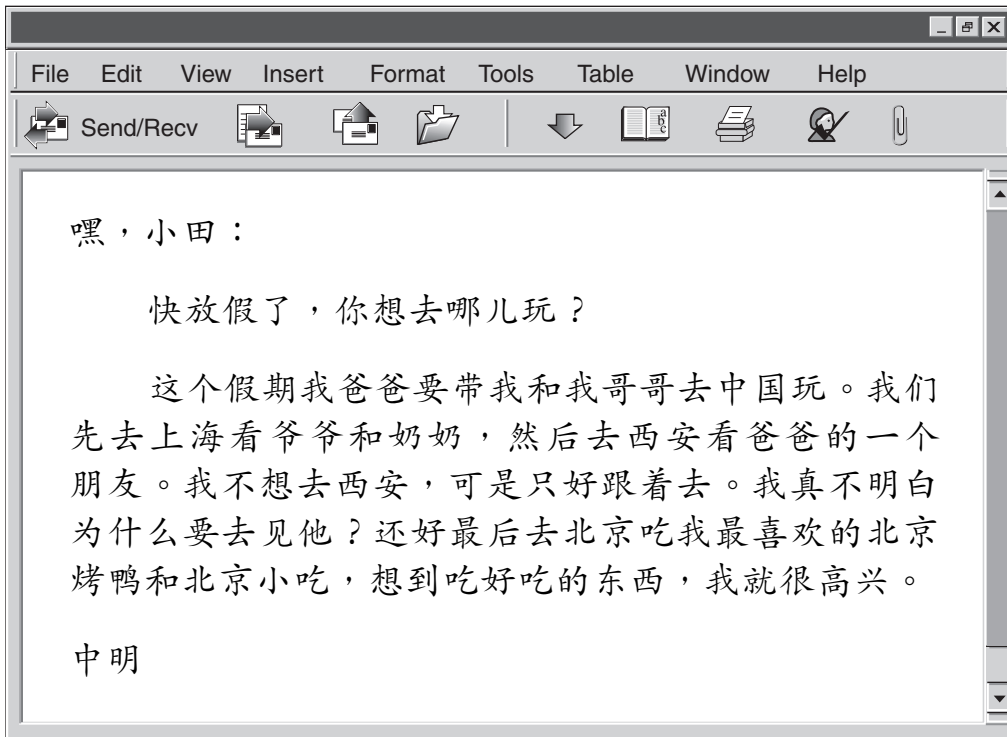 File Edit View Insert Format Tools Table Window Help
Send/Recv
abc
嘿，小田：
快放假了，你想去哪儿玩？
这个假期我爸爸要带我和我哥哥去中国玩。我们
先去上海看爷爷和奶奶，然后去西安看爸爸的一个
朋友。我不想去西安，可是只好跟着去。我真不明白
为什么要去见他？还好最后去北京吃我最喜欢的北京
烤鸭和北京小吃，想到吃好吃的东西，我就很高兴。
中明